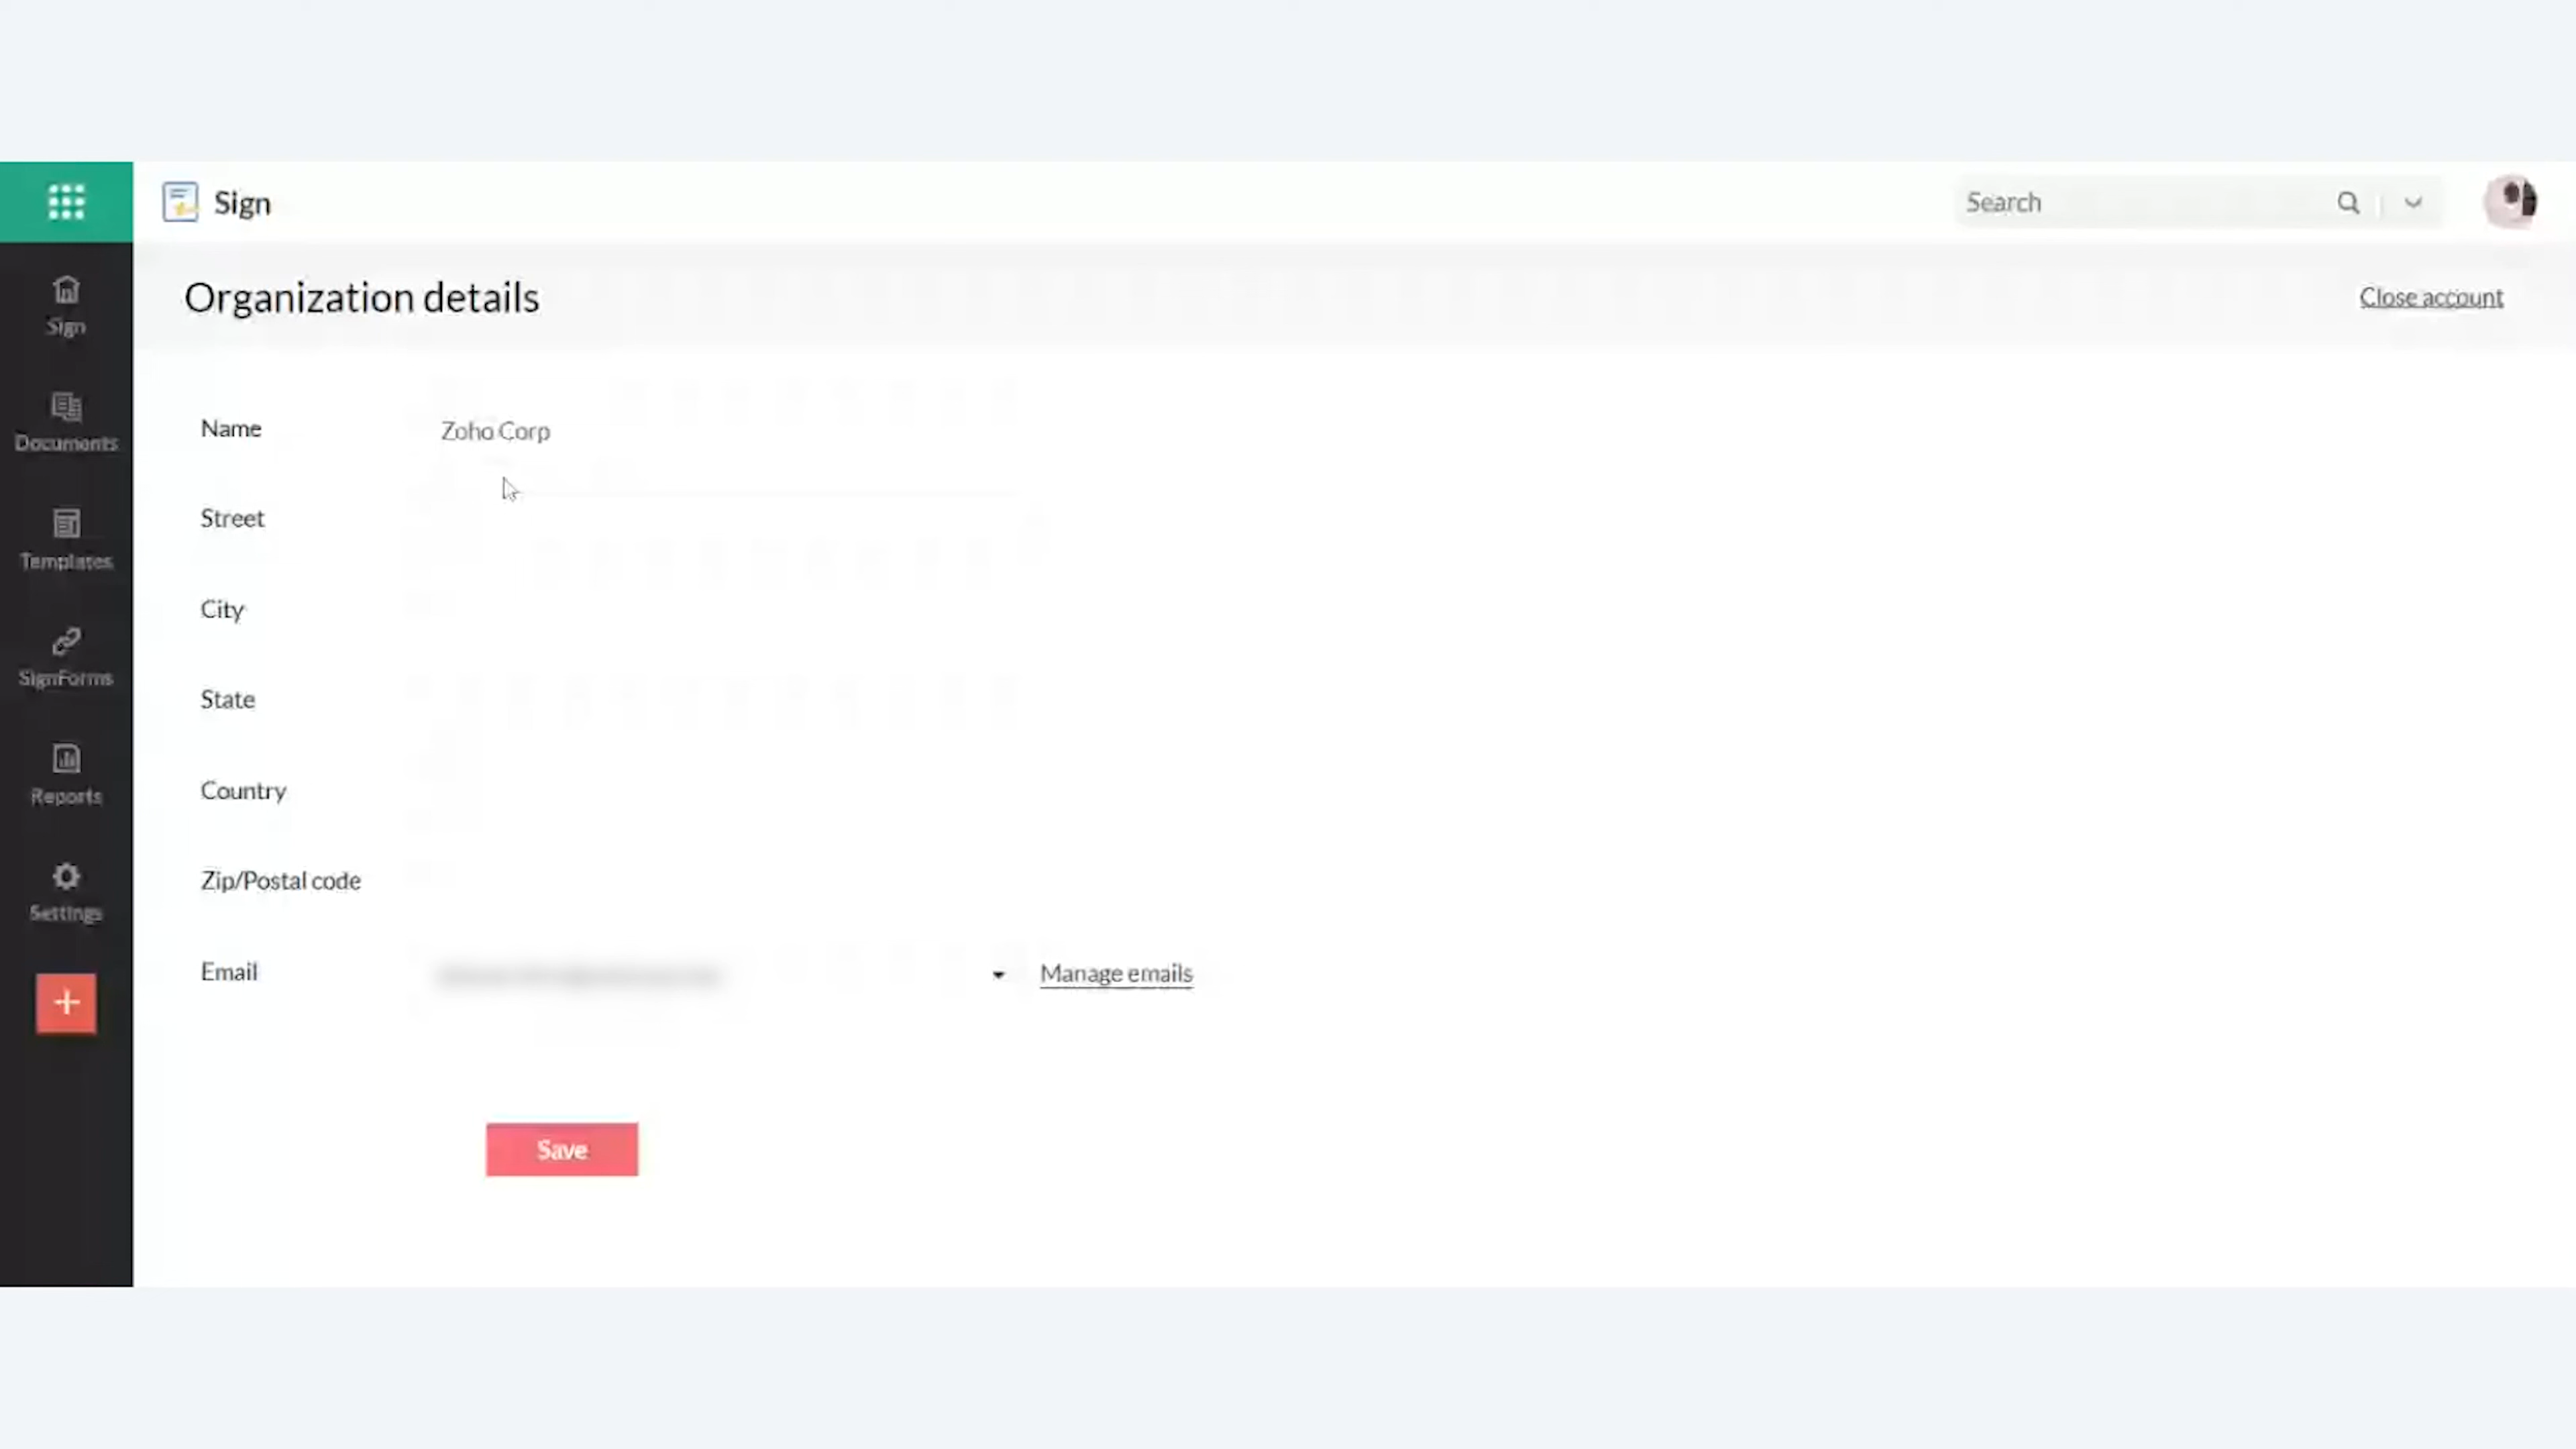 Sign
Search
Organization details
Close account
Sign
Documents
Templates
SignForms
Reports
Settings
Name
Zoho Corp
Street
City
State
Country
Zip/Postal code
Email
Manage emails
Save